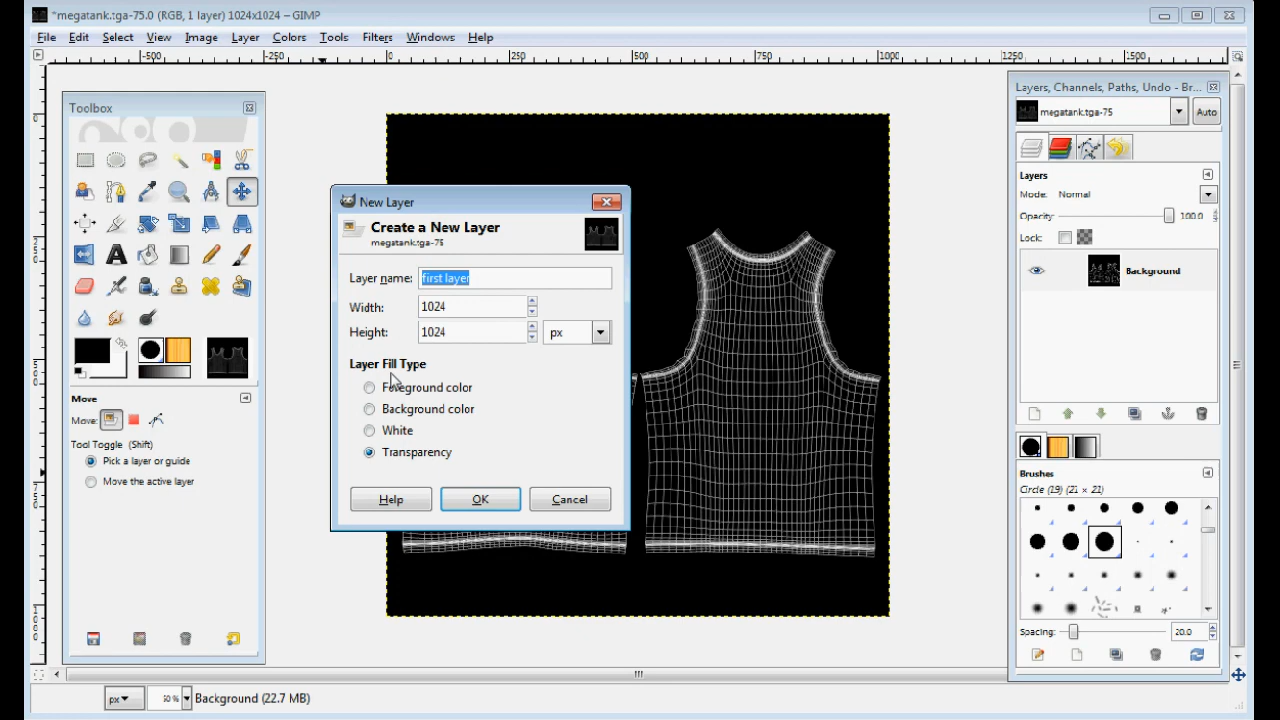 *megatank.tga-75.0 (RGB, 1 layer) 1024x1024 – GIMP
File Edit Select View Image Layer Colors Tools Filters Windows Help
-500 -250 0 250 500 750 1000 1250 1500
Toolbox
Layers, Channels, Paths, Undo - Br...
megatank.tga-75
Auto
Layers
Mode: Normal
Opacity: 100.0
Lock:
Background
New Layer
Create a New Layer
megatank.tga-75
Layer name: first layer
Width: 1024
Height: 1024 px
Layer Fill Type
Foreground color
Background color
White
Transparency
Help OK Cancel
Move
Move:
Tool Toggle (Shift)
Pick a layer or guide
Move the active layer
Brushes
Circle (19) (21 × 21)
Spacing: 20.0
px 50 % Background (22.7 MB)